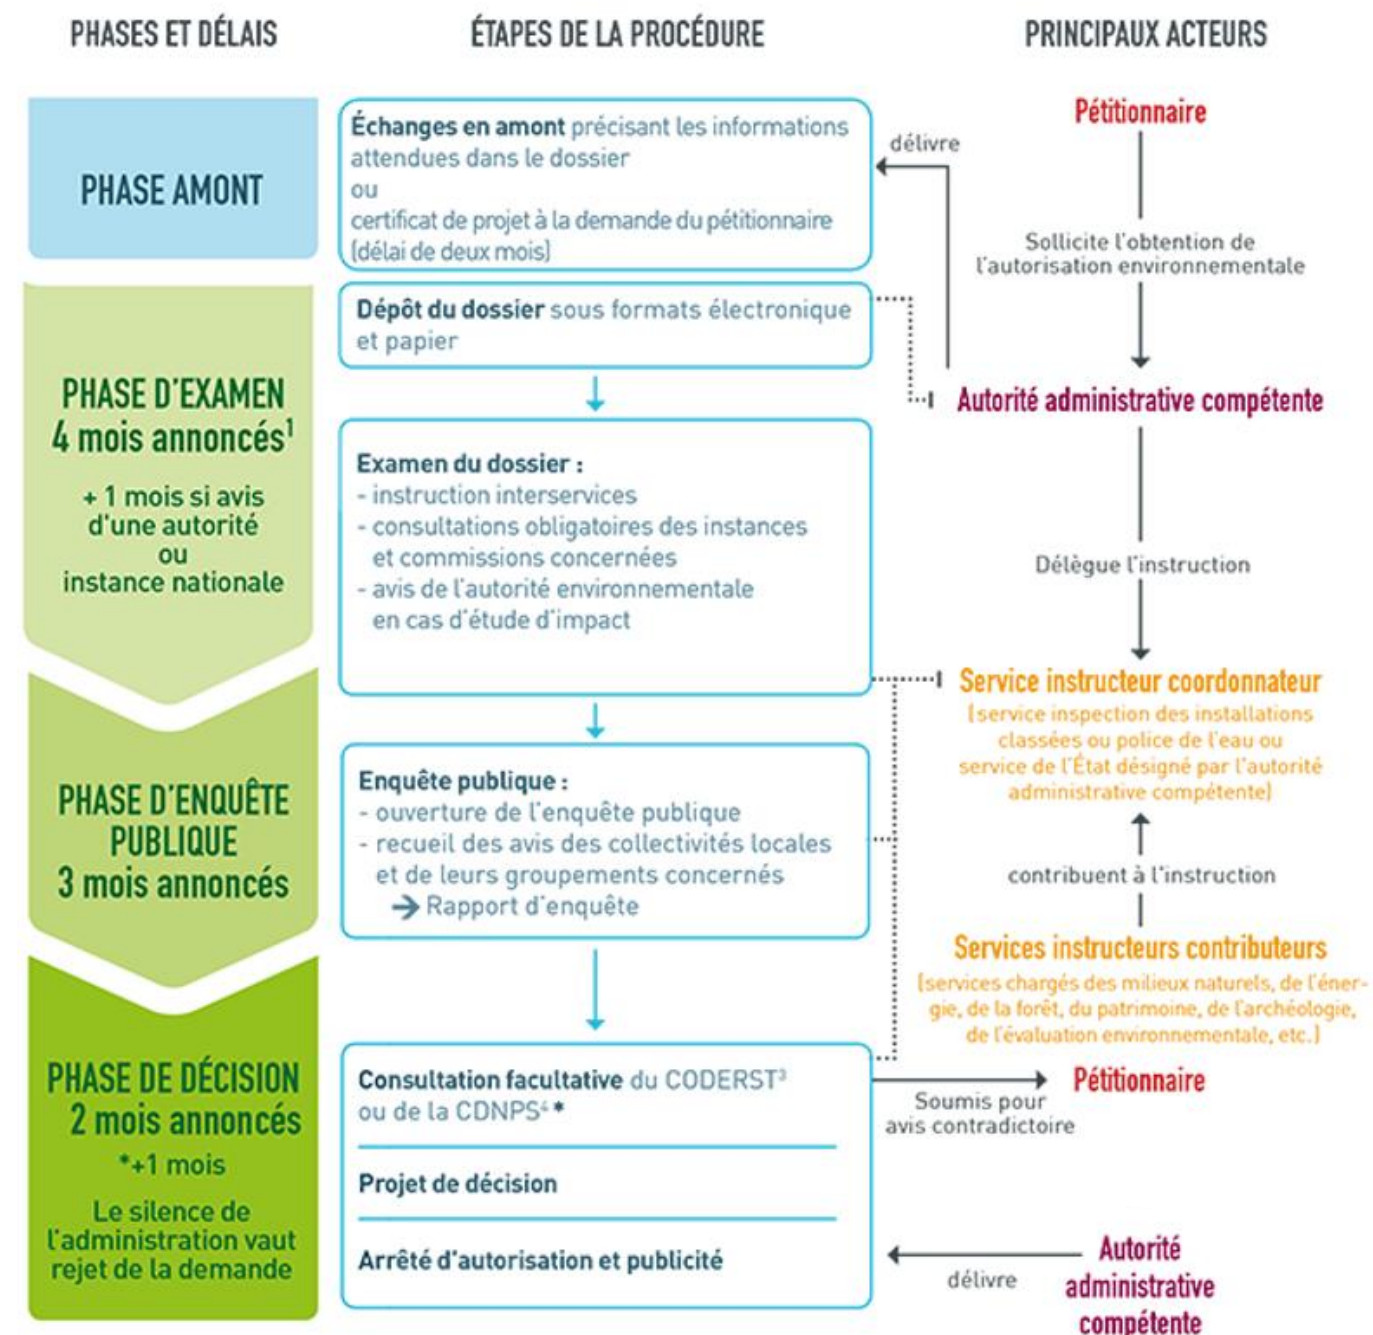 PHASES ET DÉLAIS
ÉTAPES DE LA PROCÉDURE
PRINCIPAUX ACTEURS
PHASE AMONT
Échanges en amont précisant les informations
attendues dans le dossier
ou
certificat de projet à la demande du pétitionnaire
(délai de deux mois)
délivre
Pétitionnaire
Sollicite l'obtention de
l'autorisation environnementale
PHASE D'EXAMEN
4 mois annoncés¹
+ 1 mois si avis
d'une autorité
ou
instance nationale
Dépôt du dossier sous formats électronique
et papier
Autorité administrative compétente
Examen du dossier :
- instruction interservices
- consultations obligatoires des instances
et commissions concernées
- avis de l'autorité environnementale
en cas d'étude d'impact
Délègue l'instruction
Service instructeur coordonnateur
(service inspection des installations
classées ou police de l'eau ou
service de l'État désigné par l'autorité
administrative compétente)
PHASE D'ENQUÊTE
PUBLIQUE
3 mois annoncés
Enquête publique :
- ouverture de l'enquête publique
- recueil des avis des collectivités locales
et de leurs groupements concernés
→ Rapport d'enquête
contribuent à l'instruction
Services instructeurs contributeurs
(services chargés des milieux naturels, de l'éner-
gie, de la forêt, du patrimoine, de l'archéologie,
de l'évaluation environnementale, etc.)
PHASE DE DÉCISION
2 mois annoncés
*+1 mois
Le silence de
l'administration vaut
rejet de la demande
Consultation facultative du CODERST³
ou de la CDNPS⁴ *
Projet de décision
Arrêté d'autorisation et publicité
Pétitionnaire
Soumis pour
avis contradictoire
délivre
Autorité
administrative
compétente